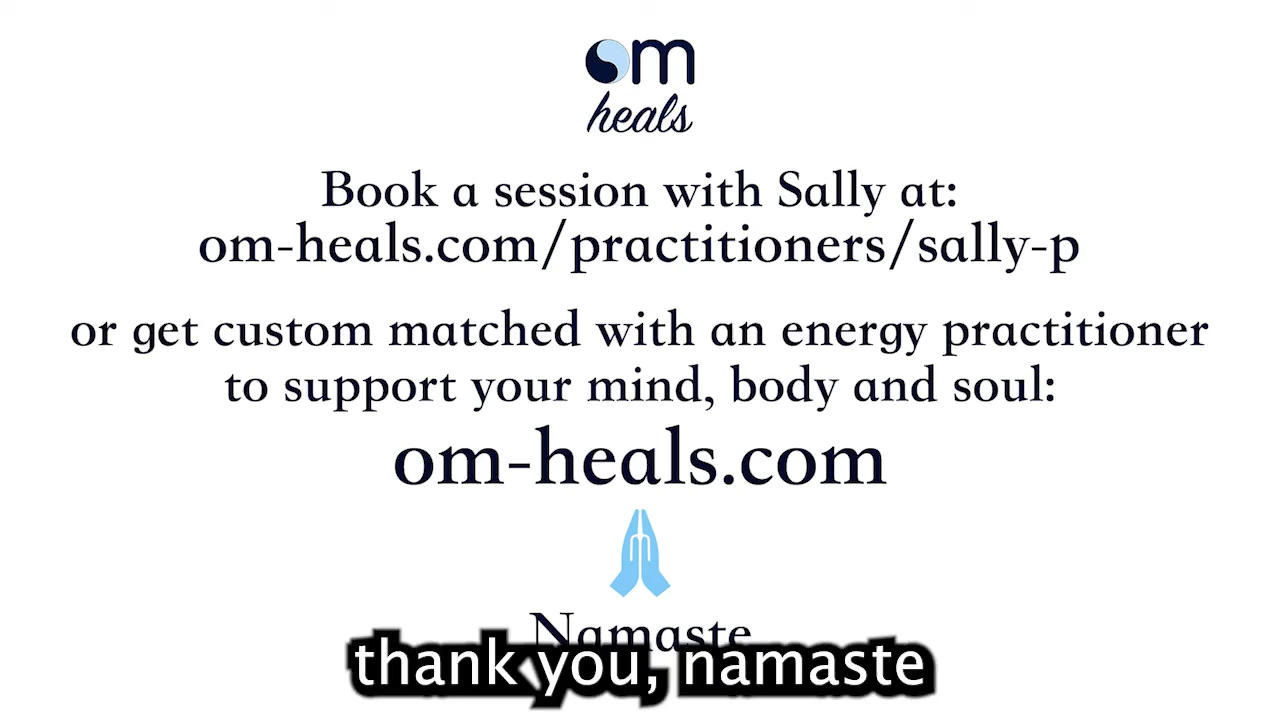 om
heals
Book a session with Sally at:
om-heals.com/practitioners/sally-p
or get custom matched with an energy practitioner
to support your mind, body and soul:
om-heals.com
Namaste
thank you, namaste